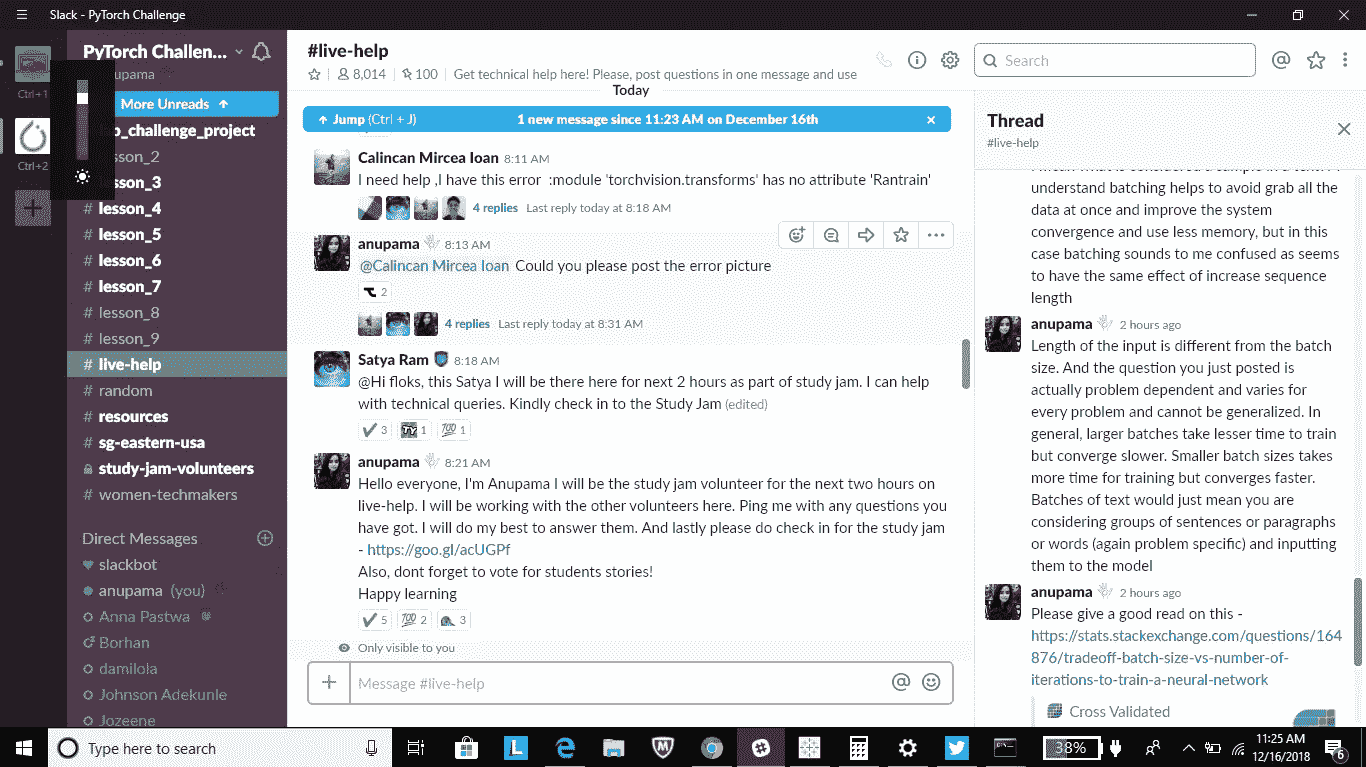 Slack - PyTorch Challenge
Ctrl+1
Ctrl+2
PyTorch Challen...
upama
More Unreads ↑
_challenge_project
esson_2
esson_3
# lesson_4
# lesson_5
# lesson_6
# lesson_7
# lesson_8
# lesson_9
# live-help
# random
# resources
# sg-eastern-usa
study-jam-volunteers
# women-techmakers
Direct Messages
slackbot
anupama (you)
Anna Pastwa
Borhan
damilola
Johnson Adekunle
Jozeene
#live-help
8,014 | 100 | Get technical help here! Please, post questions in one message and use
Search
Today
↑ Jump (Ctrl + J) 1 new message since 11:23 AM on December 16th ×
Calincan Mircea Ioan 8:11 AM
I need help ,I have this error :module 'torchvision.transforms' has no attribute 'Rantrain'
4 replies Last reply today at 8:18 AM
anupama 8:13 AM
@Calincan Mircea Ioan Could you please post the error picture
2
4 replies Last reply today at 8:31 AM
Satya Ram 8:18 AM
@Hi floks, this Satya I will be there here for next 2 hours as part of study jam. I can help
with technical queries. Kindly check in to the Study Jam (edited)
3 TY 1 100 1
anupama 8:21 AM
Hello everyone, I'm Anupama I will be the study jam volunteer for the next two hours on
live-help. I will be working with the other volunteers here. Ping me with any questions you
have got. I will do my best to answer them. And lastly please do check in for the study jam
- https://goo.gl/acUGPf
Also, dont forget to vote for students stories!
Happy learning
5 100 2 3
Only visible to you
Message #live-help
Thread
#live-help
understand batching helps to avoid grab all the
data at once and improve the system
convergence and use less memory, but in this
case batching sounds to me confused as seems
to have the same effect of increase sequence
length
anupama 2 hours ago
Length of the input is different from the batch
size. And the question you just posted is
actually problem dependent and varies for
every problem and cannot be generalized. In
general, larger batches take lesser time to train
but converge slower. Smaller batch sizes takes
more time for training but converges faster.
Batches of text would just mean you are
considering groups of sentences or paragraphs
or words (again problem specific) and inputting
them to the model
anupama 2 hours ago
Please give a good read on this -
https://stats.stackexchange.com/questions/164
876/tradeoff-batch-size-vs-number-of-
iterations-to-train-a-neural-network
Cross Validated
Type here to search
38%
11:25 AM
12/16/2018
6